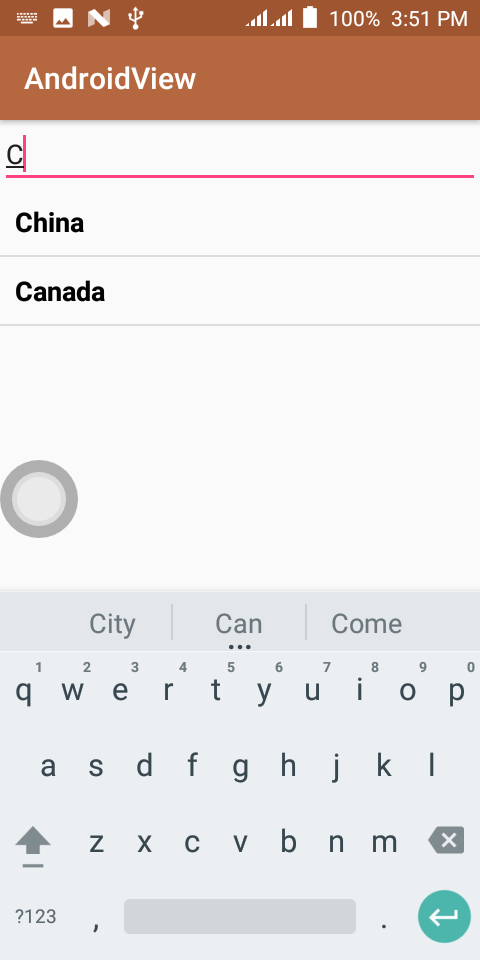 100% 3:51 PM
AndroidView
C
China
Canada
City Can Come
1 2 3 4 5 6 7 8 9 0
q w e r t y u i o p
a s d f g h j k l
z x c v b n m
?123 , .